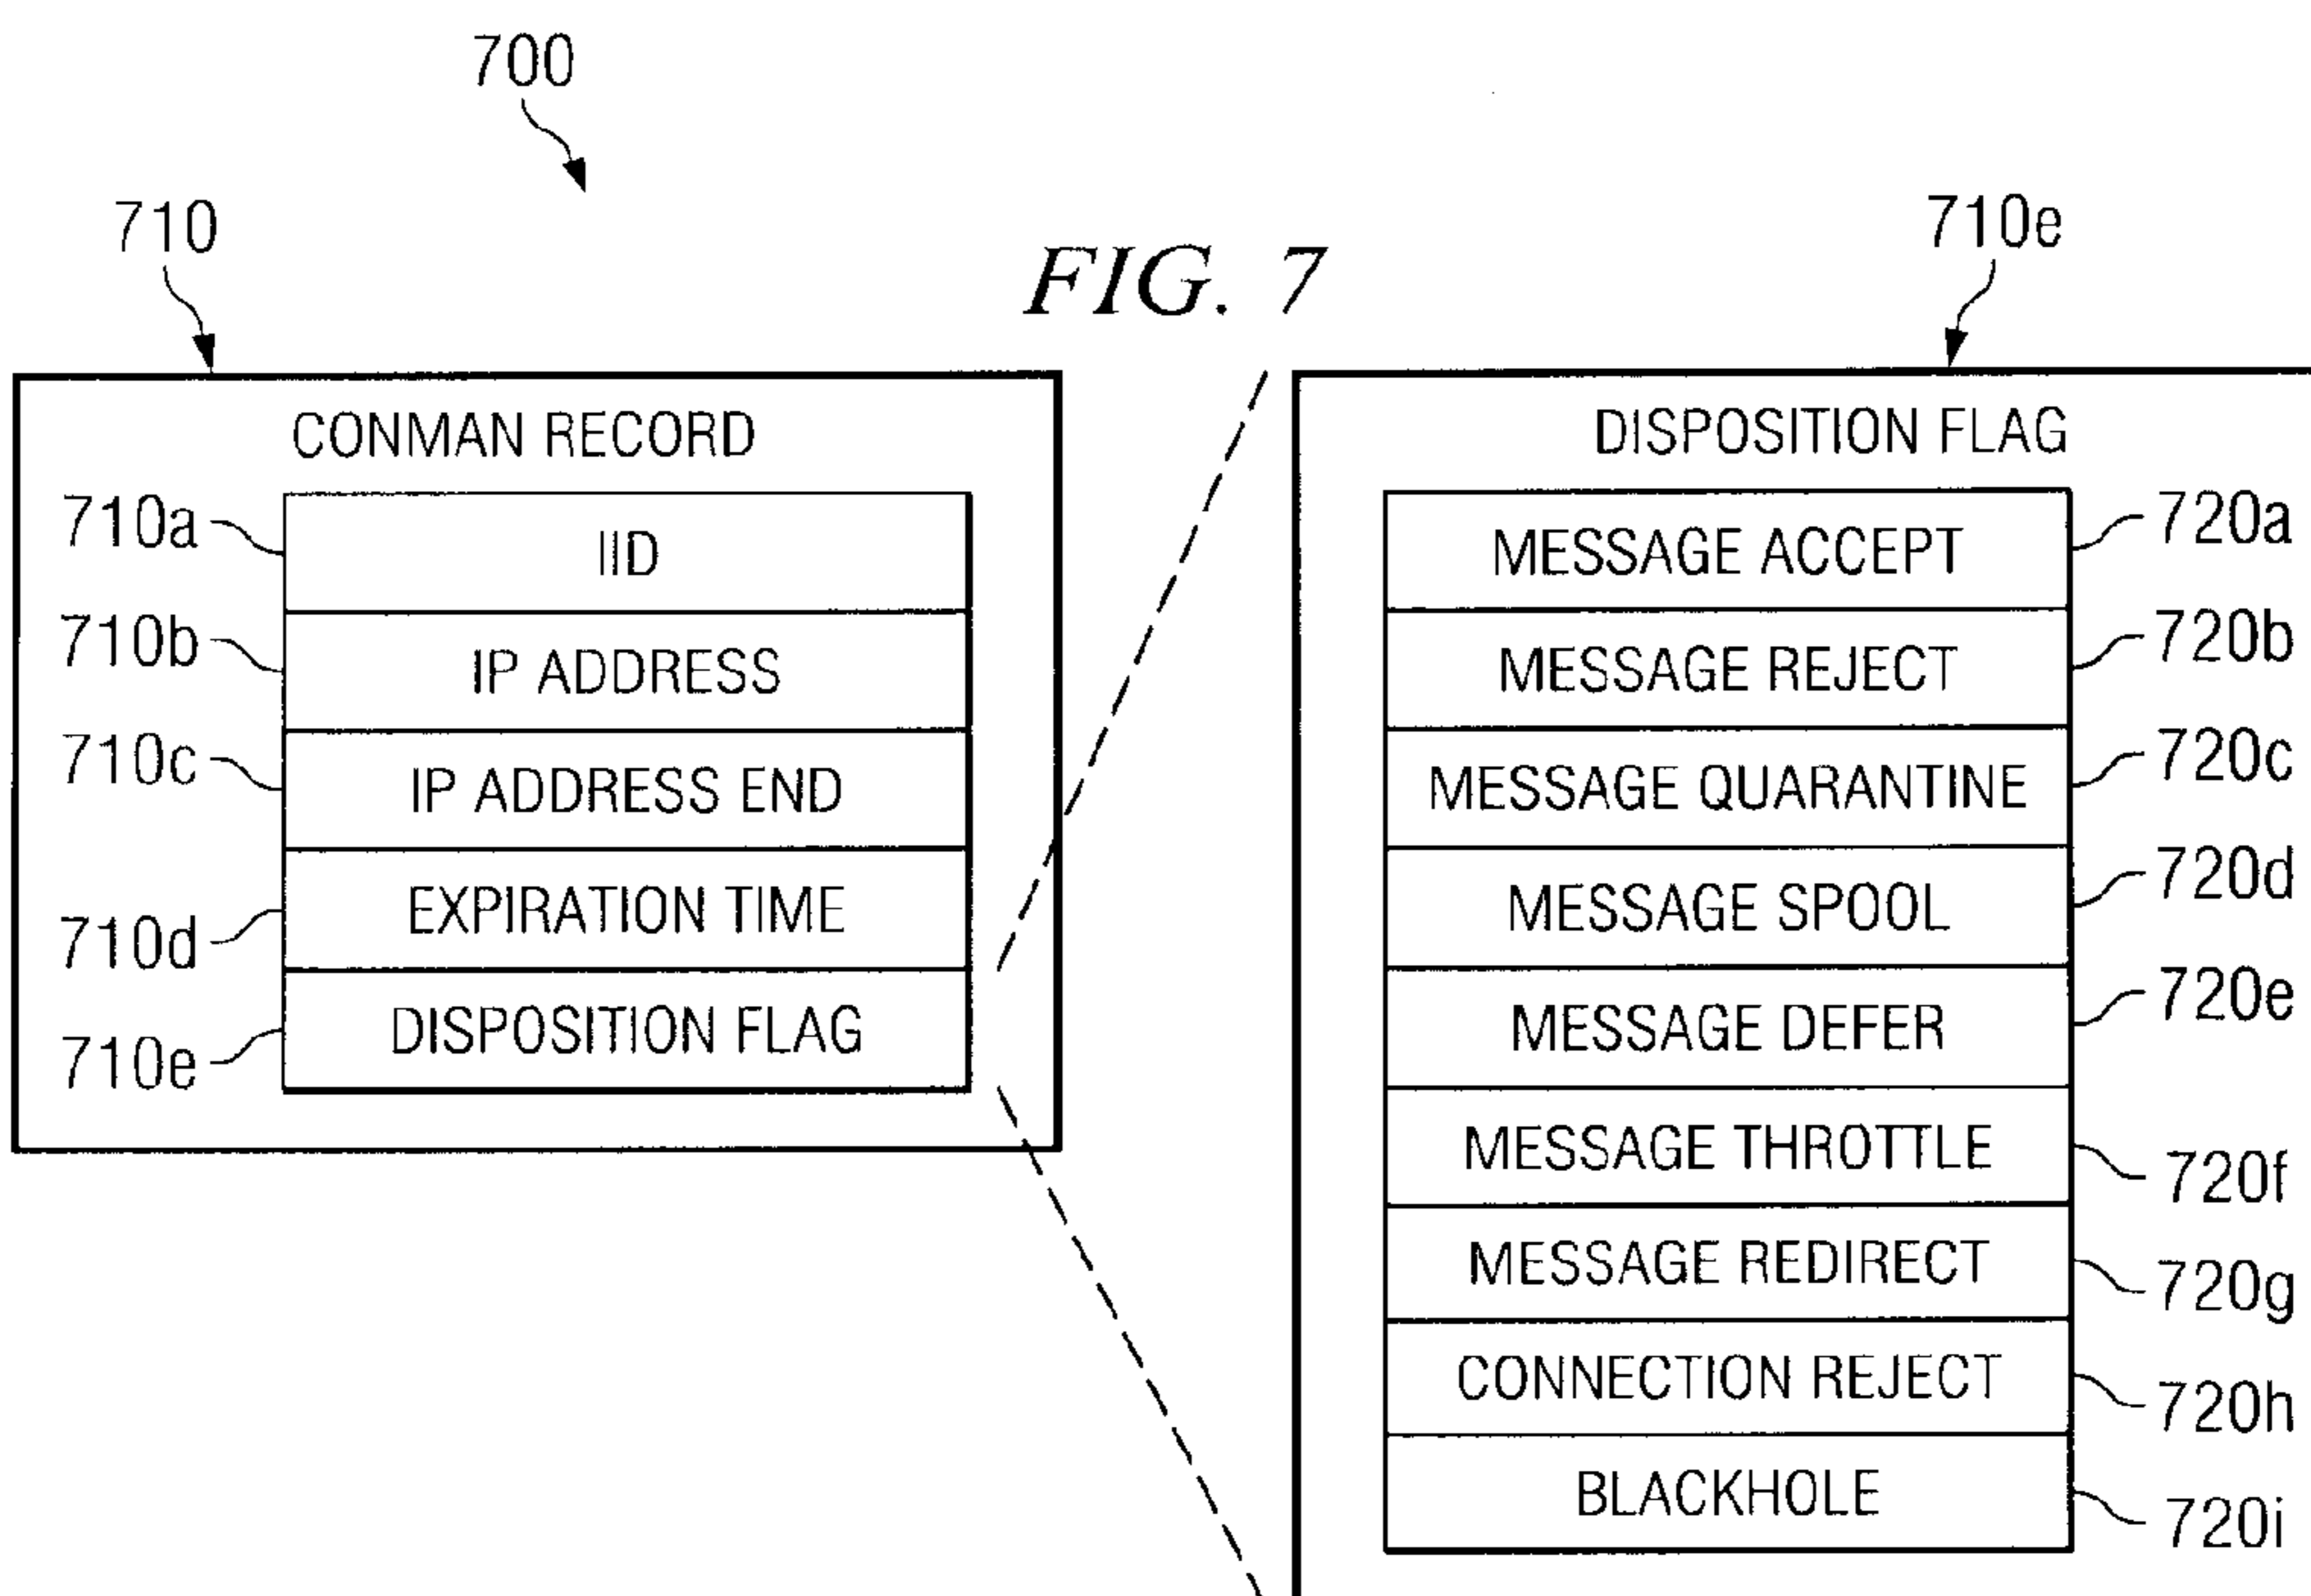 700
710
FIG. 7
710e
CONMAN RECORD
710a
IID
710b
IP ADDRESS
710c
IP ADDRESS END
710d
EXPIRATION TIME
710e
DISPOSITION FLAG
DISPOSITION FLAG
MESSAGE ACCEPT
720a
MESSAGE REJECT
720b
MESSAGE QUARANTINE
720c
MESSAGE SPOOL
720d
MESSAGE DEFER
720e
MESSAGE THROTTLE
720f
MESSAGE REDIRECT
720g
CONNECTION REJECT
720h
BLACKHOLE
720i